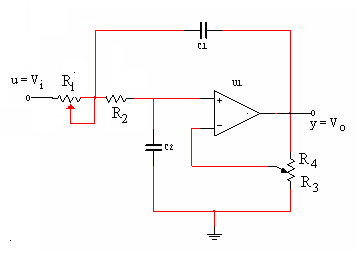 C1
u = Vi
R1
U1
R2
+
-
y = Vo
C2
R4
R3